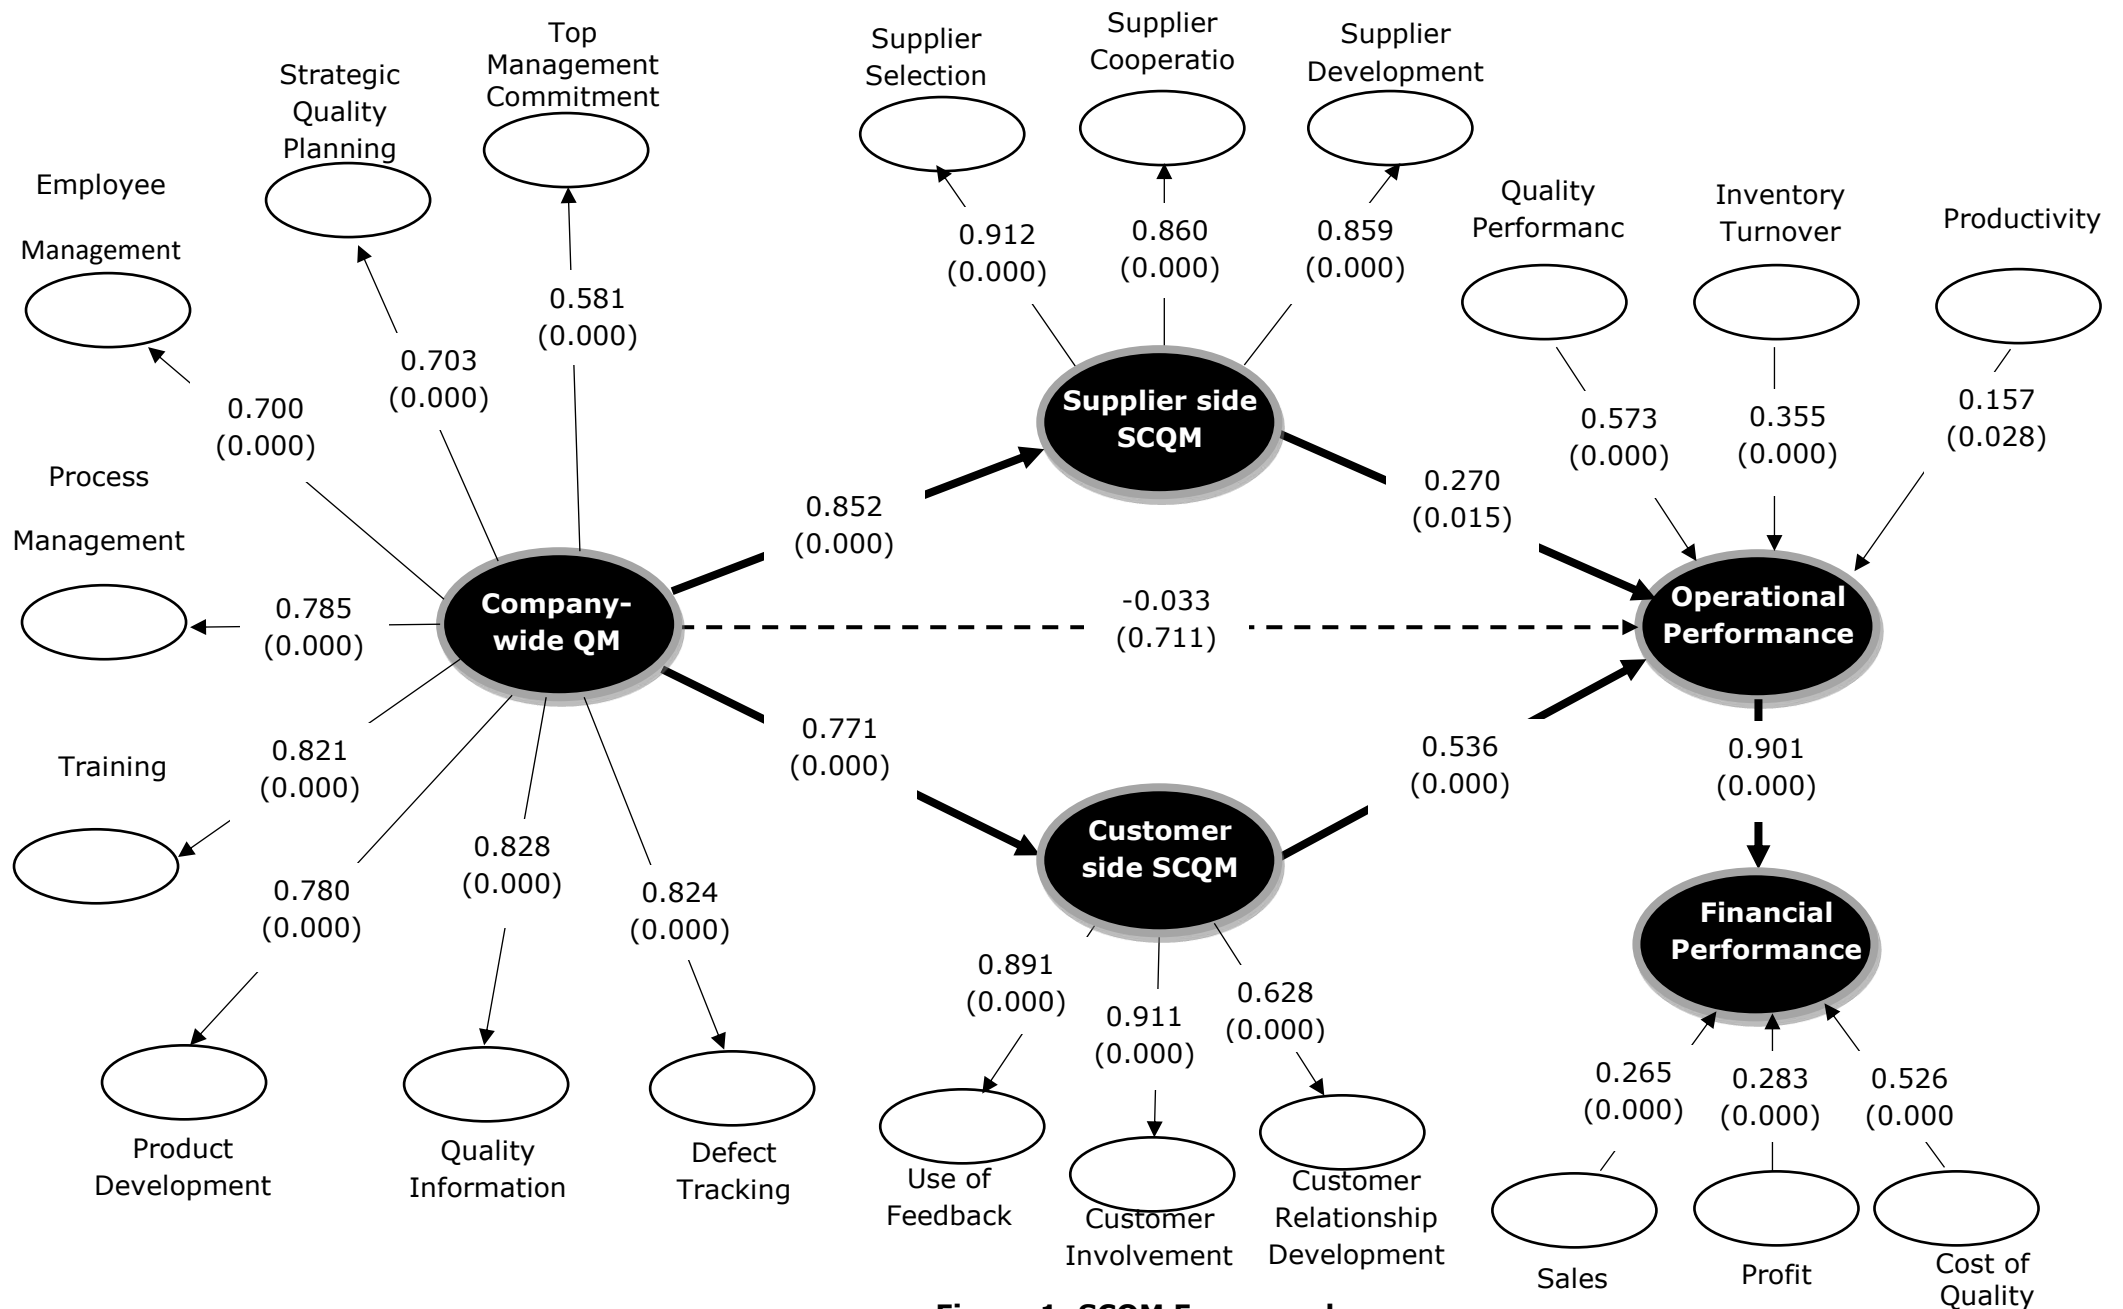 Top
Management
Commitment
Strategic
Quality
Planning
Employee
Management
Supplier
Selection
Supplier
Cooperatio
Supplier
Development
Quality
Performanc
Inventory
Turnover
Productivity
0.581
(0.000)
0.703
(0.000)
0.700
(0.000)
0.912
(0.000)
0.860
(0.000)
0.859
(0.000)
0.573
(0.000)
0.355
(0.000)
0.157
(0.028)
Process
Management
0.785
(0.000)
Company-
wide QM
0.852
(0.000)
Supplier side
SCQM
0.270
(0.015)
-0.033
(0.711)
Operational
Performance
Training
0.821
(0.000)
0.771
(0.000)
0.536
(0.000)
0.901
(0.000)
0.780
(0.000)
0.828
(0.000)
0.824
(0.000)
Customer
side SCQM
Financial
Performance
0.891
(0.000)
0.911
(0.000)
0.628
(0.000)
0.265
(0.000)
0.283
(0.000)
0.526
(0.000
Product
Development
Quality
Information
Defect
Tracking
Use of
Feedback
Customer
Involvement
Customer
Relationship
Development
Sales
Profit
Cost of
Quality